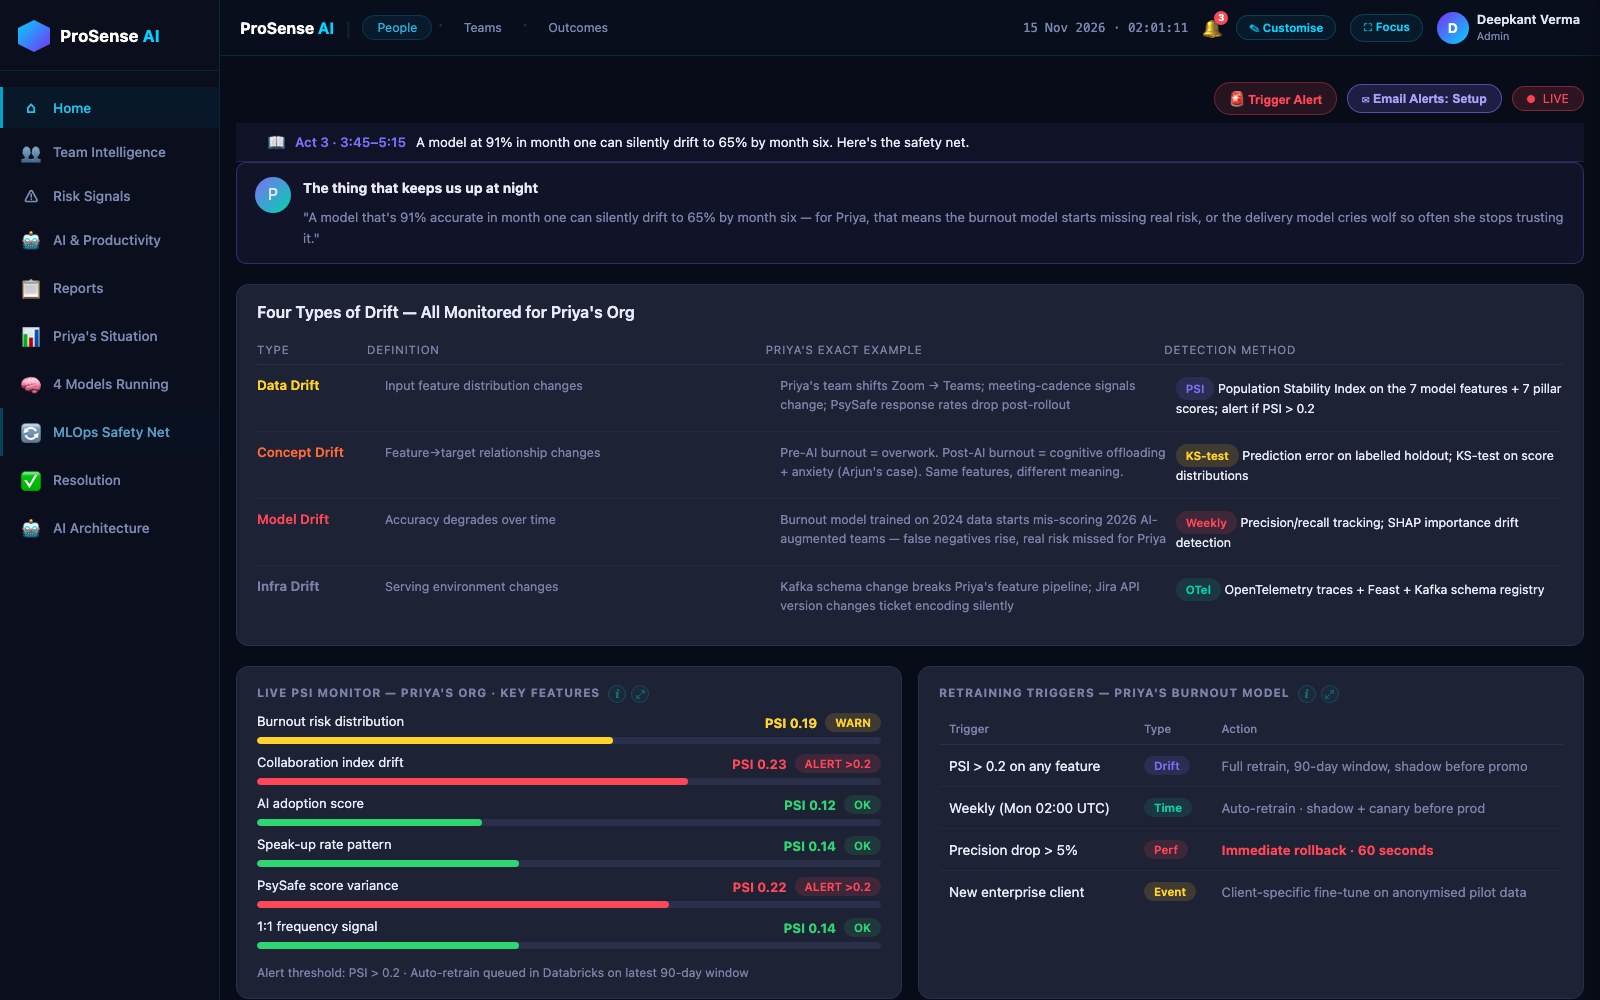 ProSense AI
Home
Team Intelligence
Risk Signals
AI & Productivity
Reports
Priya's Situation
4 Models Running
MLOps Safety Net
Resolution
AI Architecture
ProSense AI
People
Teams
Outcomes
15 Nov 2026 · 02:01:11
3
✎ Customise
⛶ Focus
D
Deepkant Verma
Admin
🚨 Trigger Alert
✉ Email Alerts: Setup
● LIVE
📖 Act 3 · 3:45–5:15 A model at 91% in month one can silently drift to 65% by month six. Here's the safety net.
P
The thing that keeps us up at night
"A model that's 91% accurate in month one can silently drift to 65% by month six — for Priya, that means the burnout model starts missing real risk, or the delivery model cries wolf so often she stops trusting
it."
Four Types of Drift — All Monitored for Priya's Org
TYPE DEFINITION PRIYA'S EXACT EXAMPLE DETECTION METHOD
Data Drift
Input feature distribution changes
Priya's team shifts Zoom → Teams; meeting-cadence signals
change; PsySafe response rates drop post-rollout
PSI Population Stability Index on the 7 model features + 7 pillar
scores; alert if PSI > 0.2
Concept Drift
Feature→target relationship changes
Pre-AI burnout = overwork. Post-AI burnout = cognitive offloading
+ anxiety (Arjun's case). Same features, different meaning.
KS-test Prediction error on labelled holdout; KS-test on score
distributions
Model Drift
Accuracy degrades over time
Burnout model trained on 2024 data starts mis-scoring 2026 AI-
augmented teams — false negatives rise, real risk missed for Priya
Weekly Precision/recall tracking; SHAP importance drift
detection
Infra Drift
Serving environment changes
Kafka schema change breaks Priya's feature pipeline; Jira API
version changes ticket encoding silently
OTel OpenTelemetry traces + Feast + Kafka schema registry
LIVE PSI MONITOR — PRIYA'S ORG · KEY FEATURES i ⤢
Burnout risk distribution PSI 0.19 WARN
Collaboration index drift PSI 0.23 ALERT >0.2
AI adoption score PSI 0.12 OK
Speak-up rate pattern PSI 0.14 OK
PsySafe score variance PSI 0.22 ALERT >0.2
1:1 frequency signal PSI 0.14 OK
Alert threshold: PSI > 0.2 · Auto-retrain queued in Databricks on latest 90-day window
RETRAINING TRIGGERS — PRIYA'S BURNOUT MODEL i ⤢
Trigger Type Action
PSI > 0.2 on any feature Drift Full retrain, 90-day window, shadow before promo
Weekly (Mon 02:00 UTC) Time Auto-retrain · shadow + canary before prod
Precision drop > 5% Perf Immediate rollback · 60 seconds
New enterprise client Event Client-specific fine-tune on anonymised pilot data